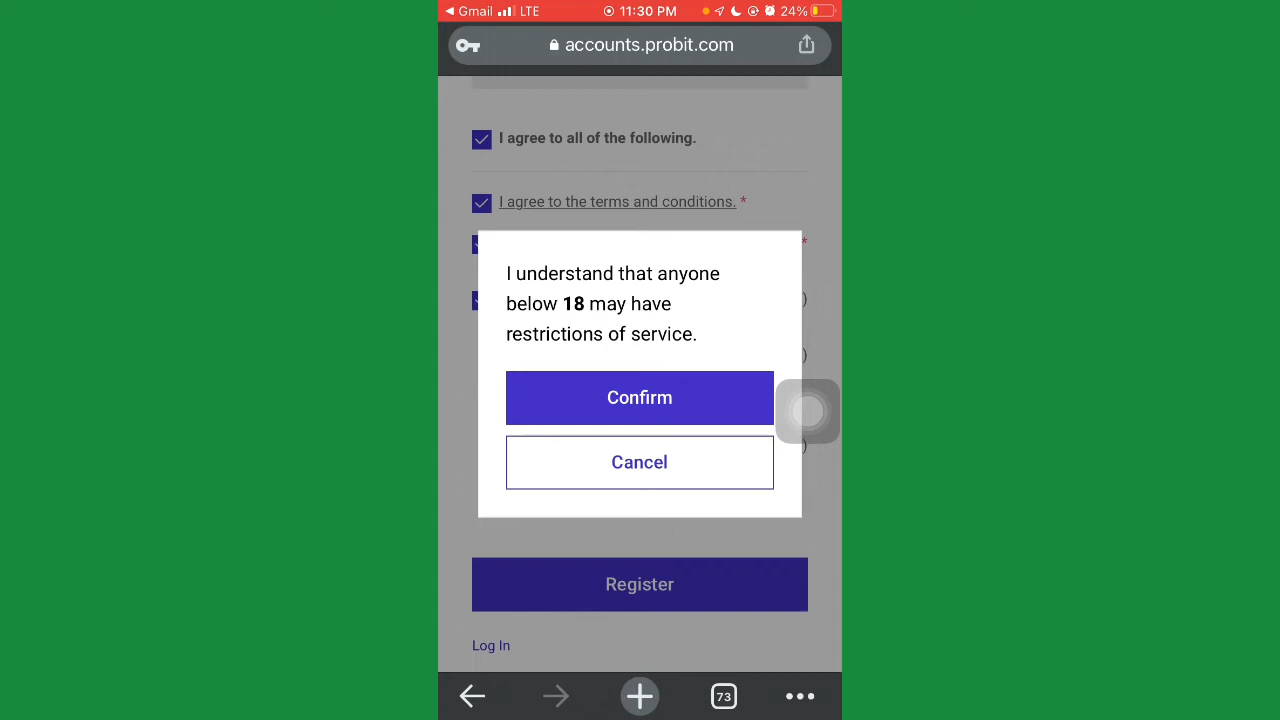 Gmail LTE 11:30 PM 24%
accounts.probit.com
I agree to all of the following.
I agree to the terms and conditions. *
*
)
)
)
I understand that anyone
below 18 may have
restrictions of service.
Confirm
Cancel
Register
Log In
73